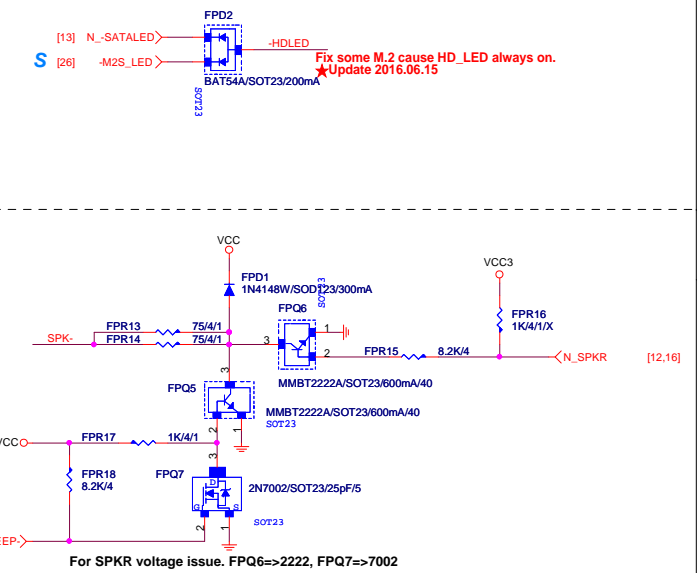 FPD2
[13] N_-SATALED
-HDLED
S [26] -M2S_LED
Fix some M.2 cause HD_LED always on.
★Update 2016.06.15
BAT54A/SOT23/200mA
SOT23
VCC
FPD1
1N4148W/SOD123/300mA
SOT23
VCC3
FPQ6
FPR16
1K/4/1/X
FPR13 75/4/1
SPK- FPR14 75/4/1
3
1
2
FPR15 8.2K/4
N_SPKR [12,16]
MMBT2222A/SOT23/600mA/40
3
FPQ5
MMBT2222A/SOT23/600mA/40
SOT23
2
1
VCC FPR17 1K/4/1
3
FPR18
8.2K/4
FPQ7
D
G
S
2N7002/SOT23/25pF/5
SOT23
2
1
EEP-
For SPKR voltage issue. FPQ6=>2222, FPQ7=>7002